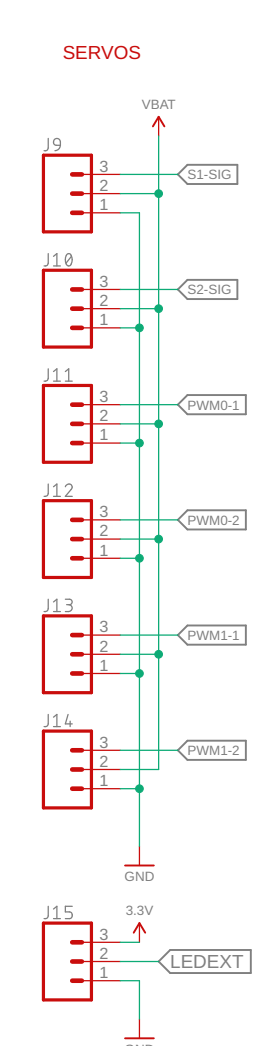 SERVOS
VBAT
J9
3 S1-SIG
2
1
J10
3 S2-SIG
2
1
J11
3 PWM0-1
2
1
J12
3 PWM0-2
2
1
J13
3 PWM1-1
2
1
J14
3 PWM1-2
2
1
GND
J15 3.3V
3
2 LEDEXT
1
GND